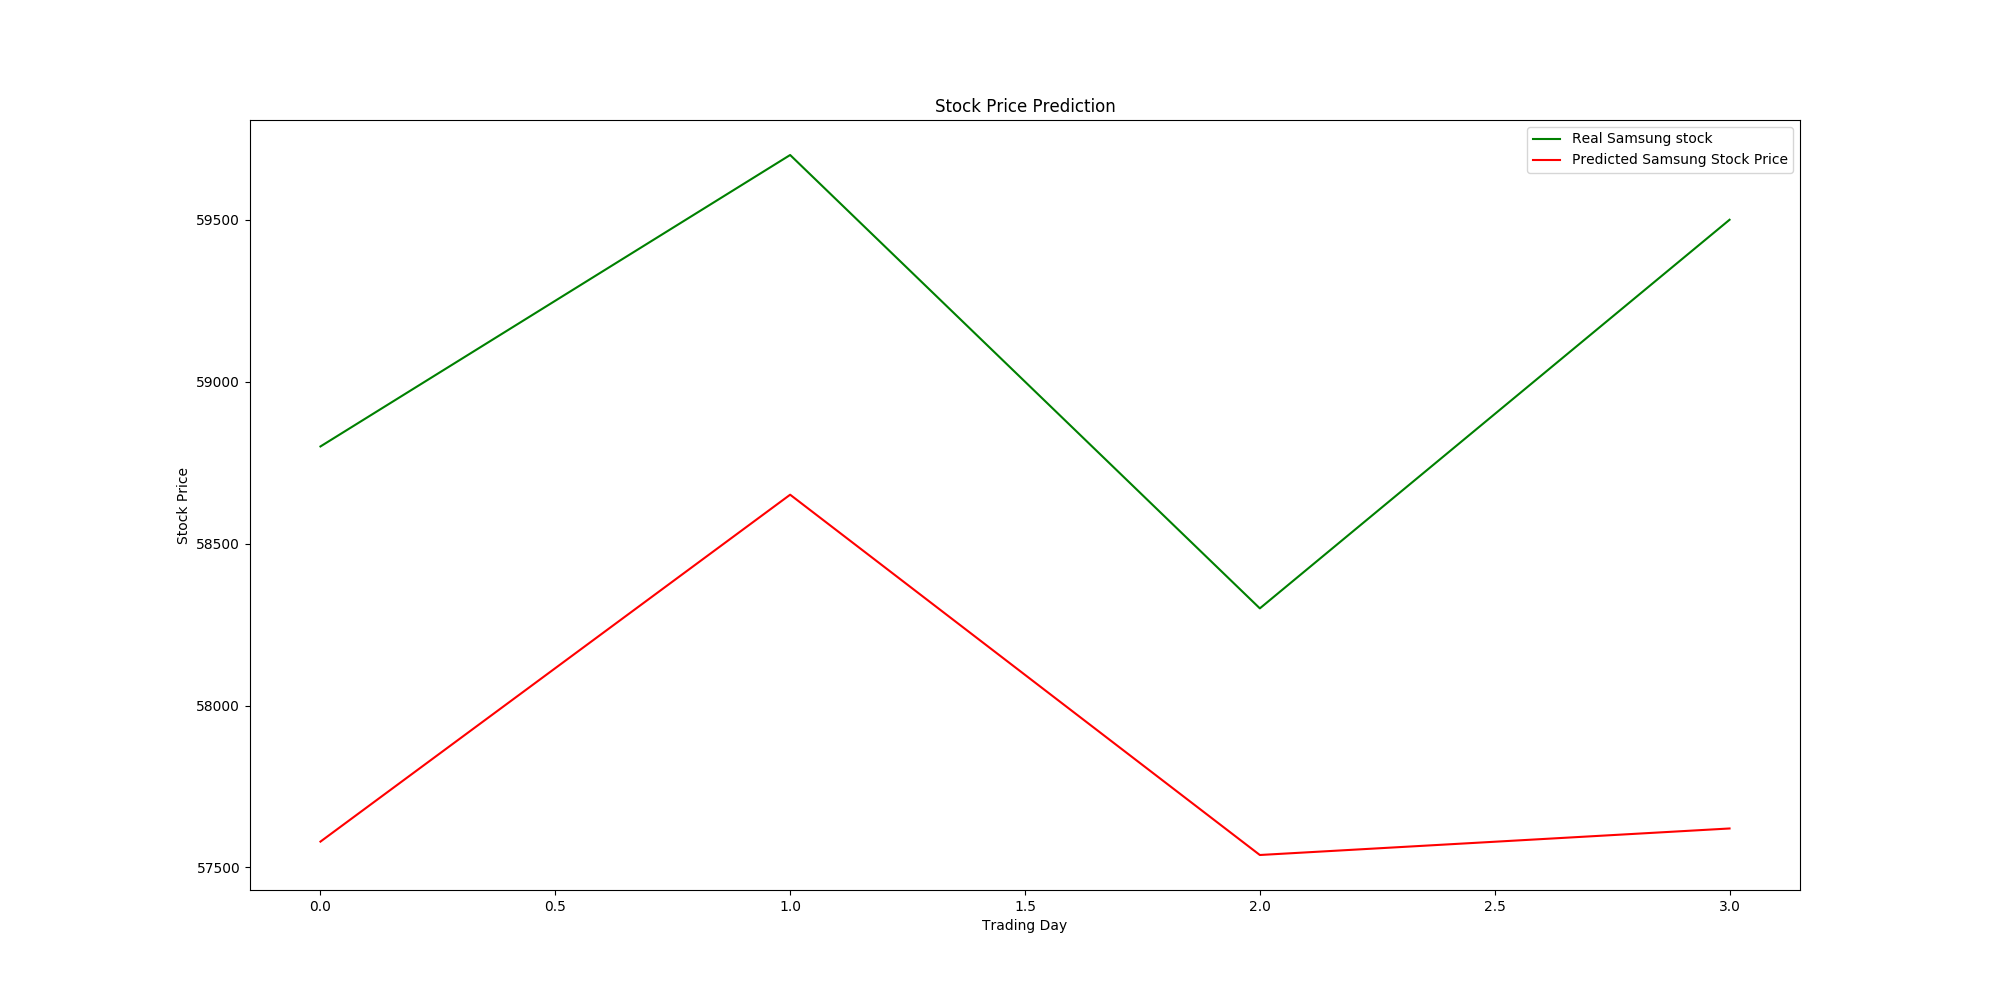 Stock Price Prediction
Real Samsung stock
Predicted Samsung Stock Price
Stock Price
59500
59000
58500
58000
57500
0.0 0.5 1.0 1.5 2.0 2.5 3.0
Trading Day